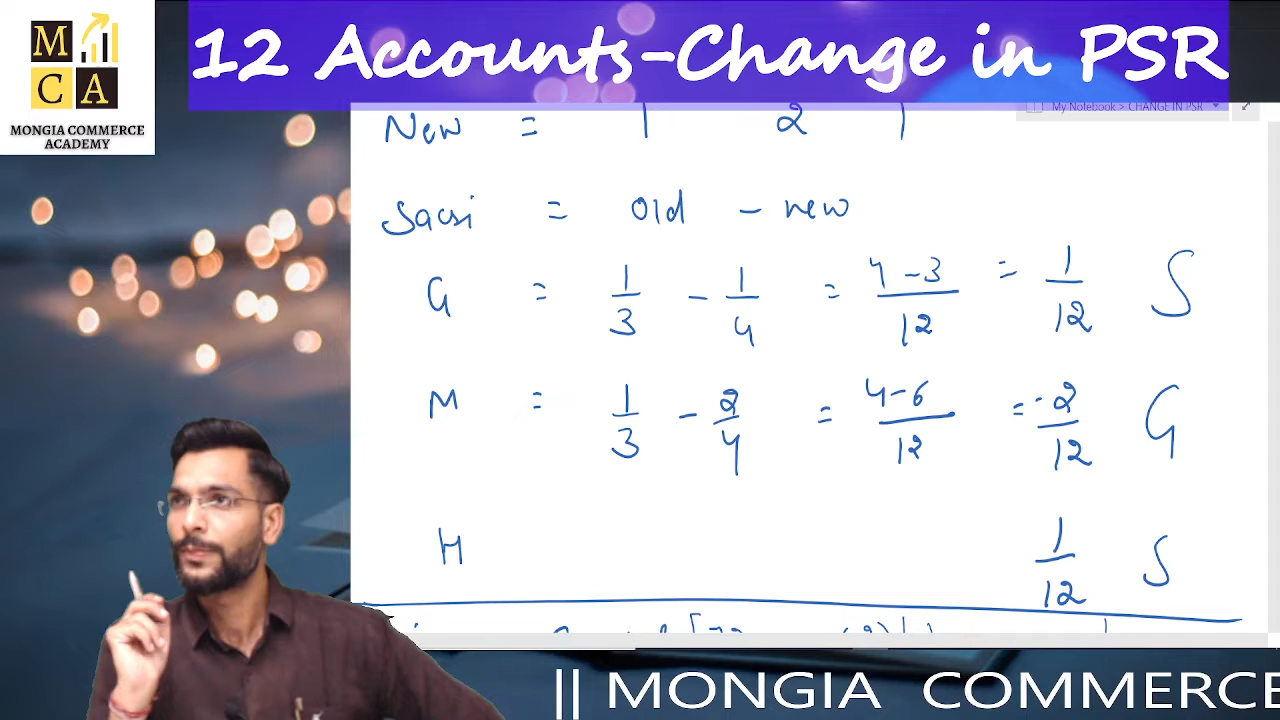 M
C A
MONGIA COMMERCE
ACADEMY
12 Accounts-Change in PSR
My Notebook > CHANGE IN PSR
New = 1 2 1
Sacri = old - new
G = 1/3 - 1/4 = 4-3/12 = 1/12 S
M = 1/3 - 2/4 = 4-6/12 = -2/12 G
H 1/12 S
|| MONGIA COMMERCE